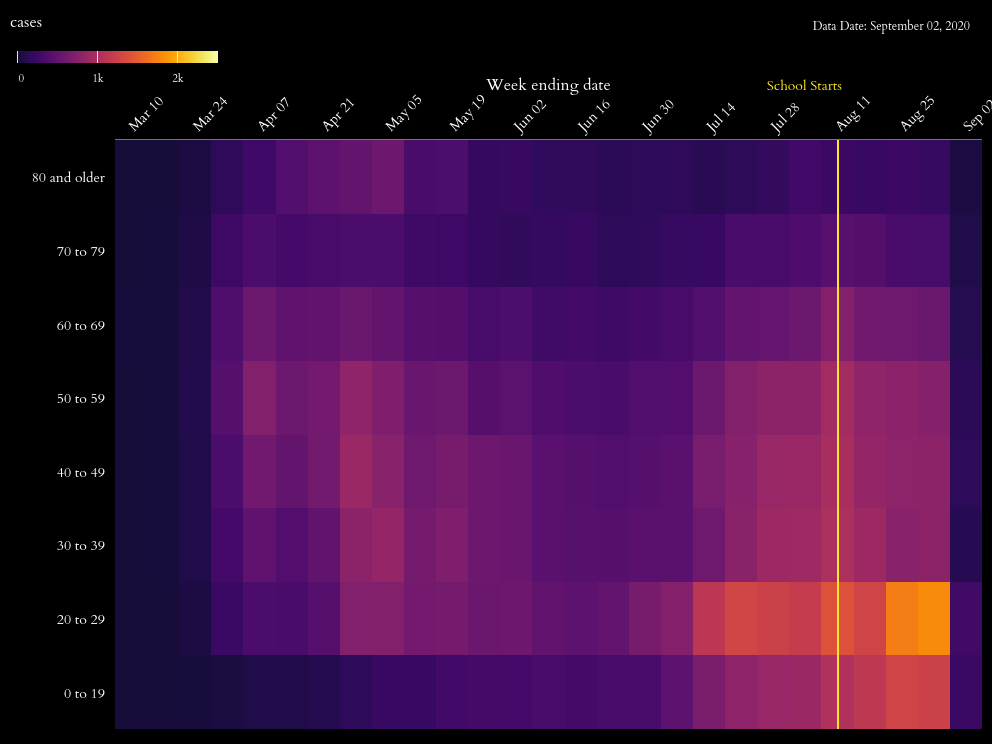 cases
Data Date: September 02, 2020
0 1k 2k
Week ending date
School Starts
Mar 10 Mar 24 Apr 07 Apr 21 May 05 May 19 Jun 02 Jun 16 Jun 30 Jul 14 Jul 28 Aug 11 Aug 25 Sep 02
80 and older
70 to 79
60 to 69
50 to 59
40 to 49
30 to 39
20 to 29
0 to 19